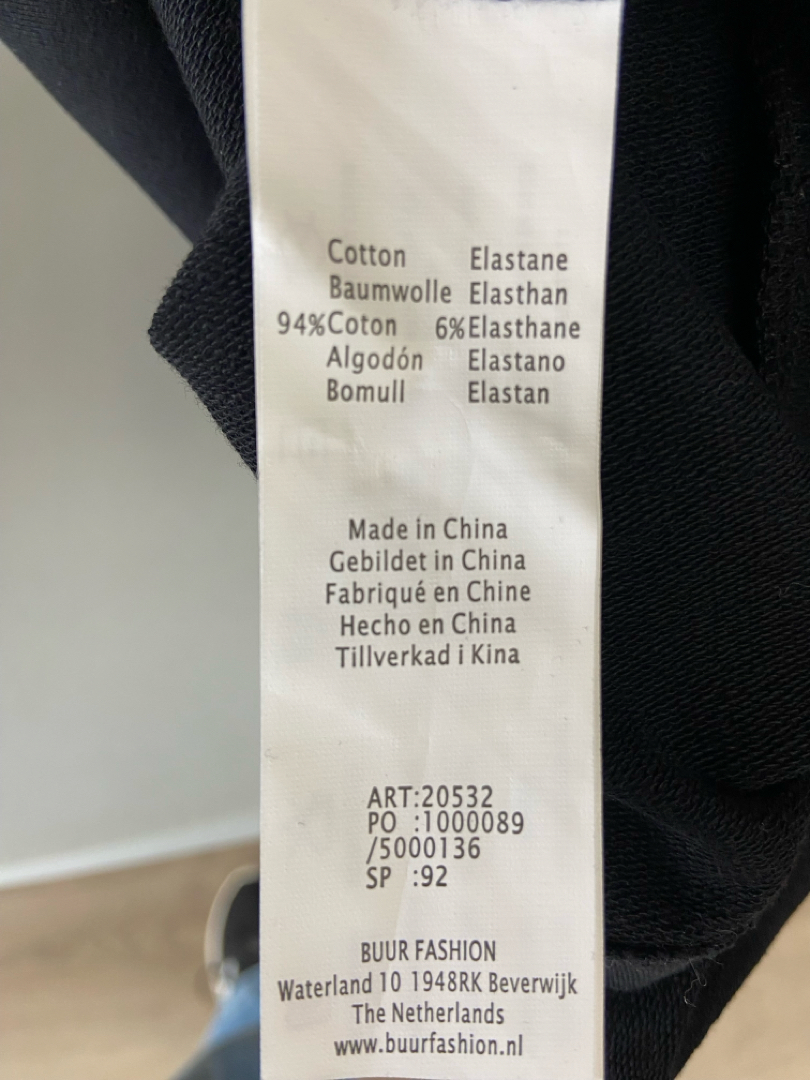 Cotton Elastane
Baumwolle Elasthan
94%Coton 6%Elasthane
Algodón Elastano
Bomull Elastan
Made in China
Gebildet in China
Fabriqué en Chine
Hecho en China
Tillverkad i Kina
ART:20532
PO :1000089
/5000136
SP :92
BUUR FASHION
Waterland 10 1948RK Beverwijk
The Netherlands
www.buurfashion.nl